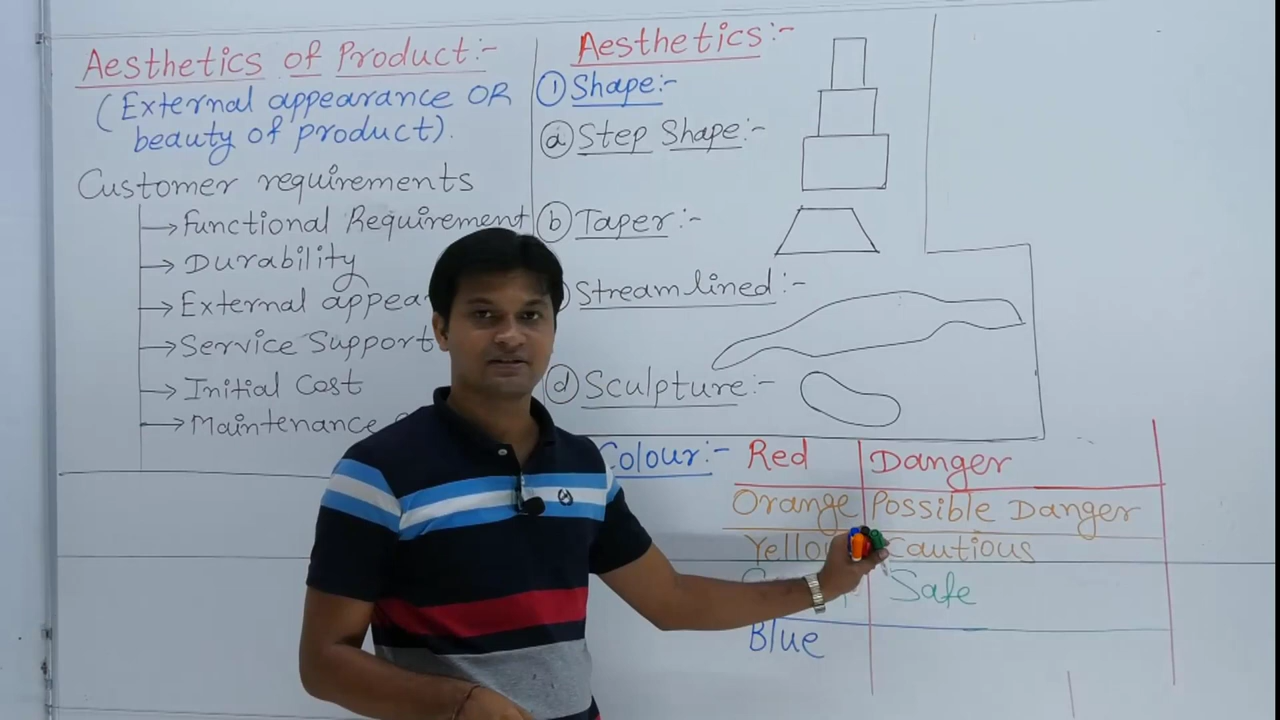 Aesthetics of Product:-
(External appearance OR
beauty of product).
Customer requirements
→ Functional Requirement
→ Durability
→ External appear
→ Service Support
→ Initial Cost
→ Maintenance
Aesthetics:-
① Shape:-
ⓐ Step Shape:-
ⓑ Taper:-
Streamlined:-
ⓓ Sculpture:-
Colour:-
Red Danger
Orange Possible Danger
Yello Cautious
Safe
Blue